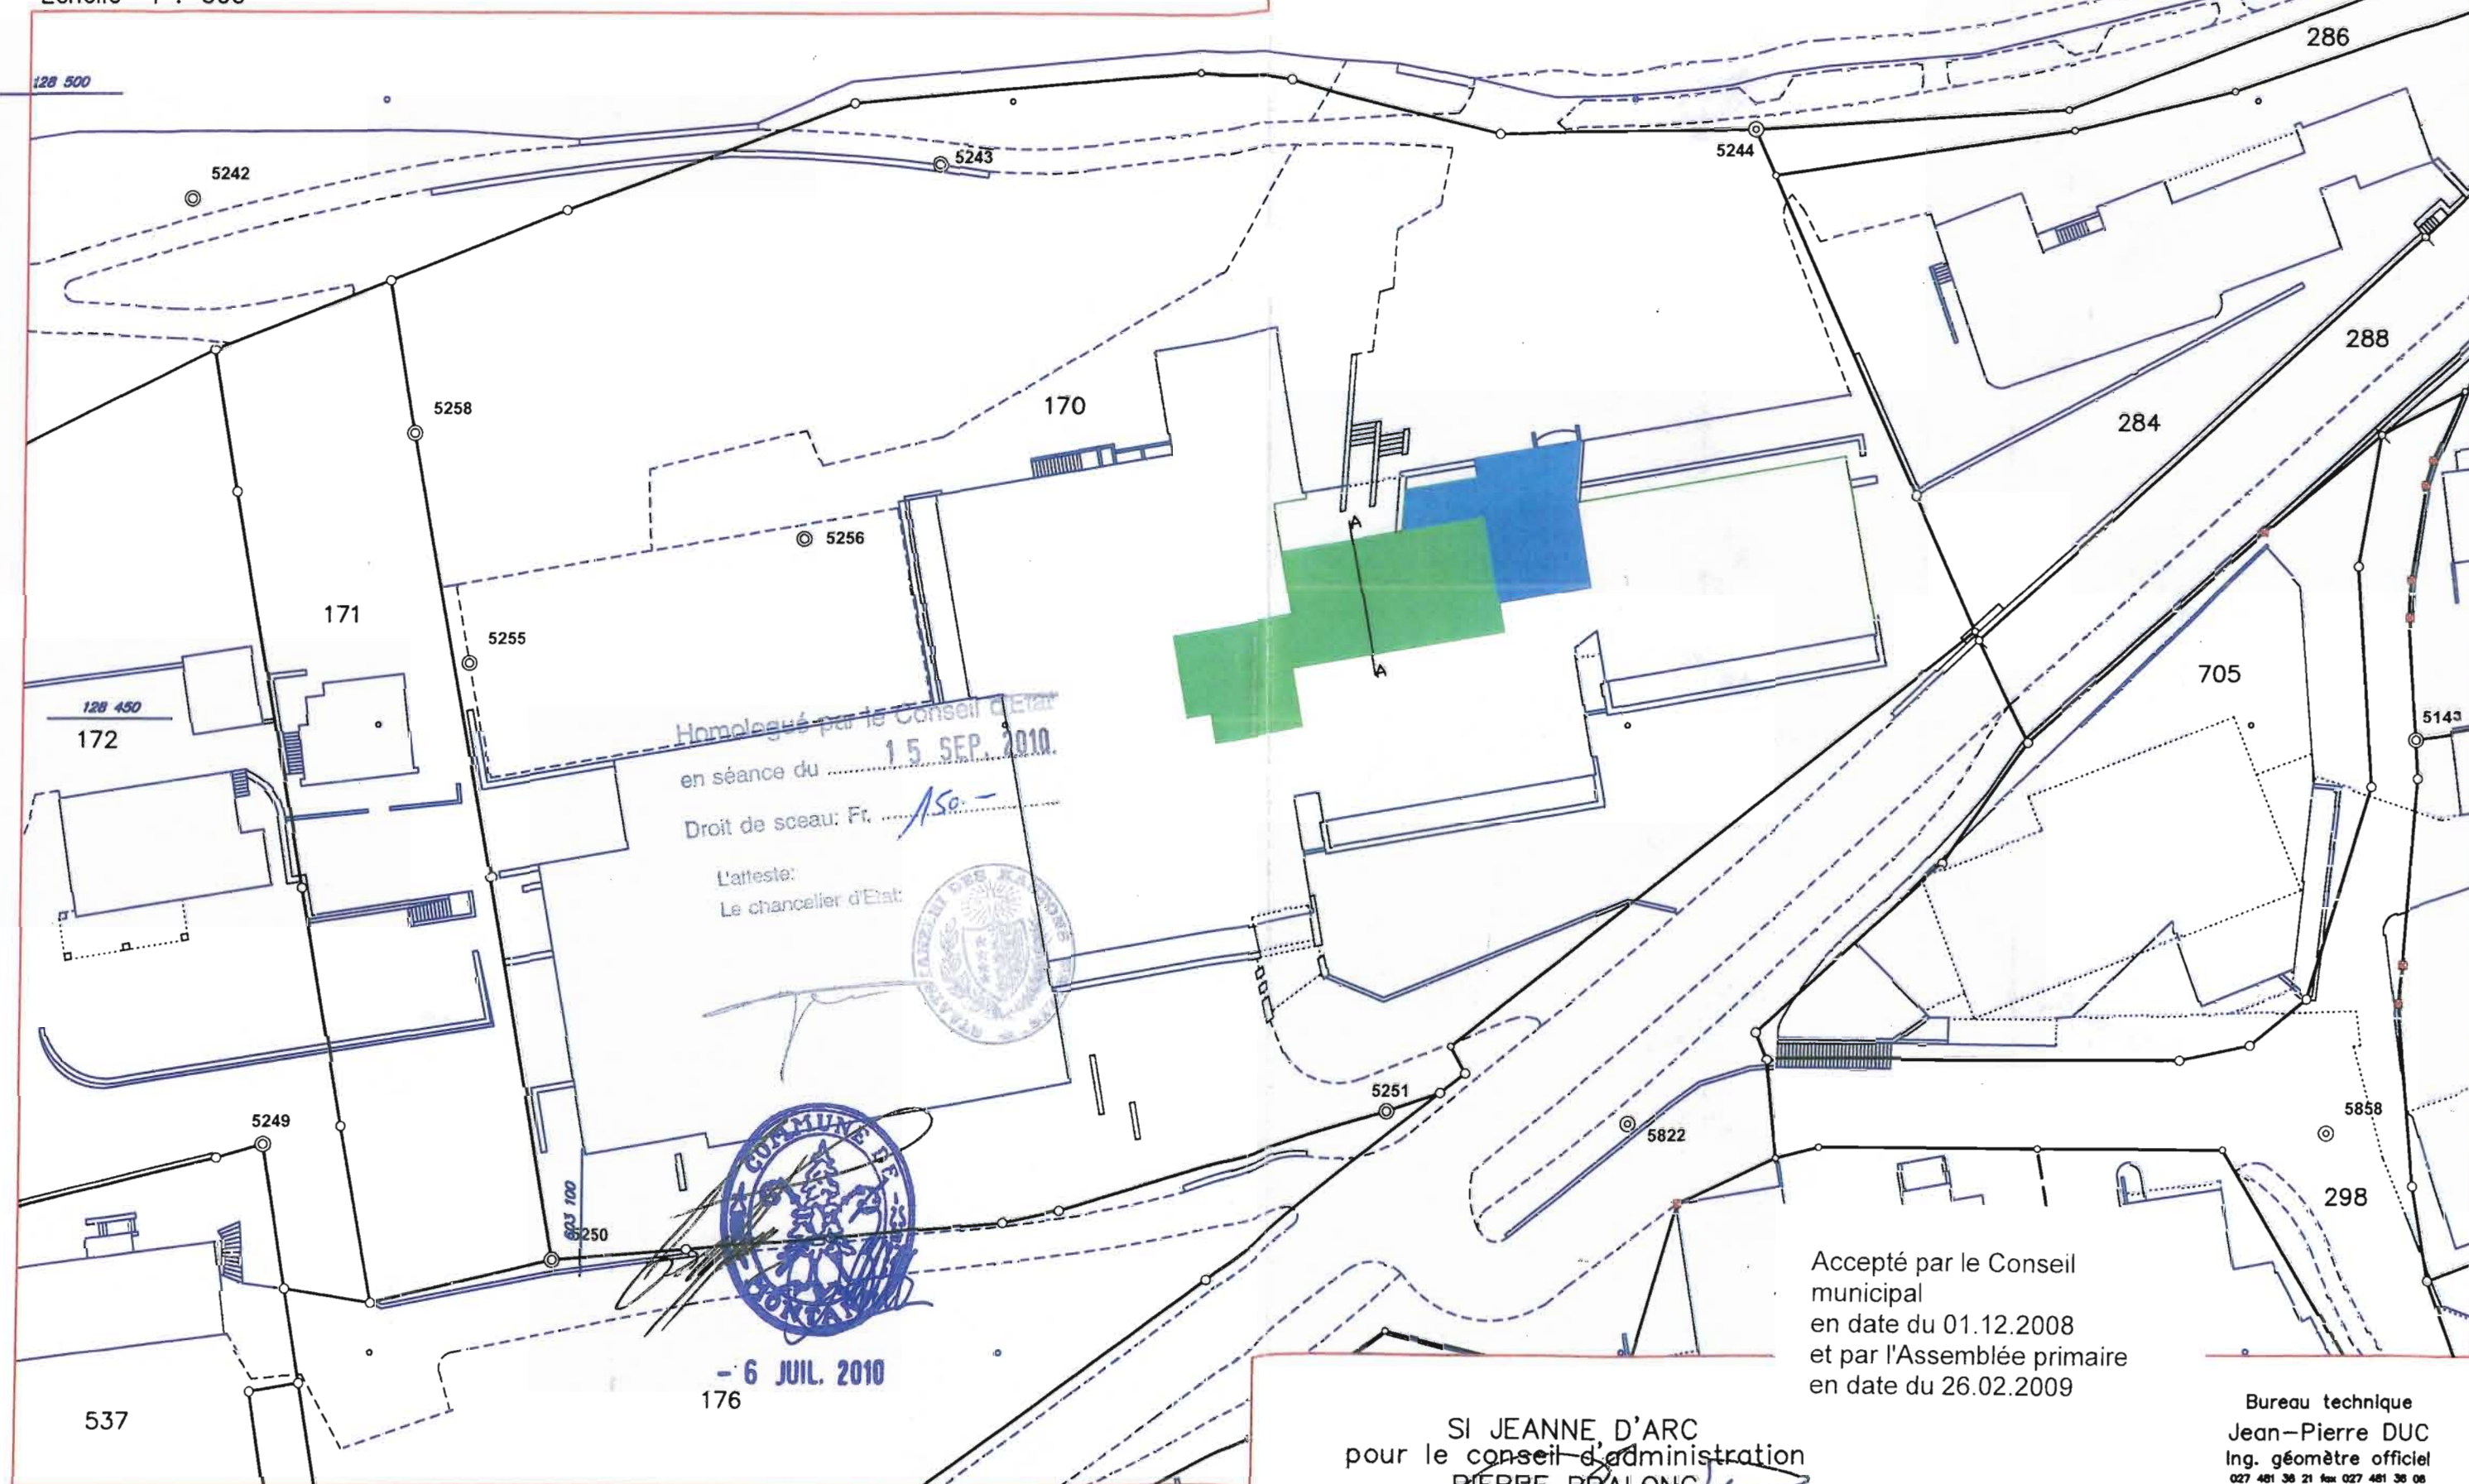 128 500
286
5242
5243
5244
288
5258
170
284
5256
171
5255
705
128 450
172
5143
Homologué par le Conseil d'Etat
en séance du 15 SEP. 2010.
Droit de sceau: Fr. 150.-
L'atteste:
Le chancelier d'Etat:
A
A
5249
5251
5822
5858
298
603 100
5250
COMMUNE DE
- 6 JUIL. 2010
176
537
Accepté par le Conseil
municipal
en date du 01.12.2008
et par l'Assemblée primaire
en date du 26.02.2009
SI JEANNE D'ARC
pour le conseil d'administration
PIERRE PRALONG
Bureau technique
Jean-Pierre DUC
Ing. géomètre officiel
027 481 36 21 fax 027 481 36 08